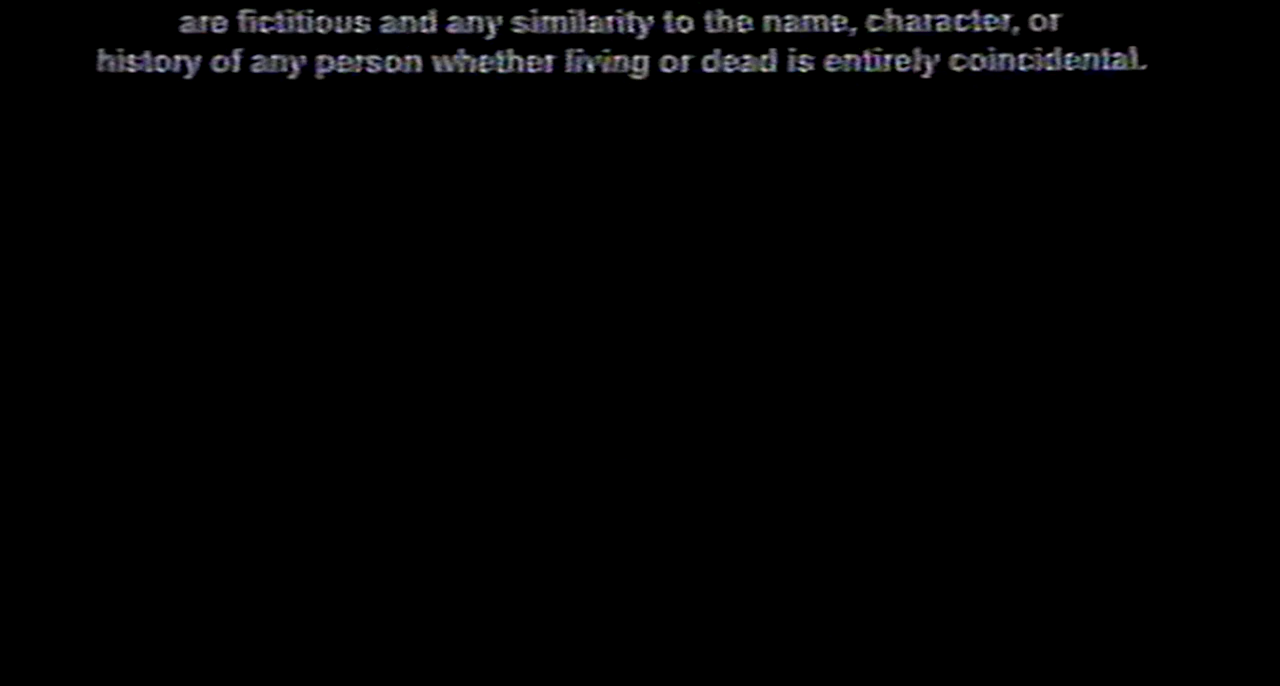 are fictitious and any similarity to the name, character, or
history of any person whether living or dead is entirely coincidental.